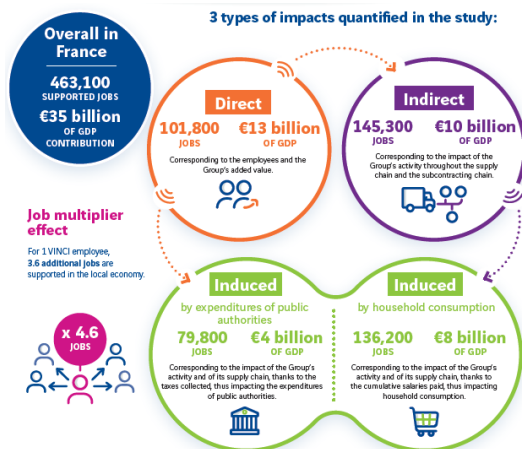 3 types of impacts quantified in the study:
Overall in
France
463,100
SUPPORTED JOBS
€35 billion
OF GDP
CONTRIBUTION
Direct
101,800
JOBS
€13 billion
OF GDP
Corresponding to the employees and the
Group's added value.
Indirect
145,300
JOBS
€10 billion
OF GDP
Corresponding to the impact of the
Group's activity throughout the supply
chain and the subcontracting chain.
Job multiplier
effect
For 1 VINCI employee,
3.6 additional jobs are
supported in the local economy.
x 4.6
JOBS
Induced
by expenditures of public
authorities
79,800
JOBS
€4 billion
OF GDP
Corresponding to the impact of the Group's
activity and of its supply chain, thanks to the
taxes collected, thus impacting the expenditures
of public authorities.
Induced
by household consumption
136,200
JOBS
€8 billion
OF GDP
Corresponding to the impact of the Group's
activity and of its supply chain, thanks to
the cumulative salaries paid, thus impacting
household consumption.